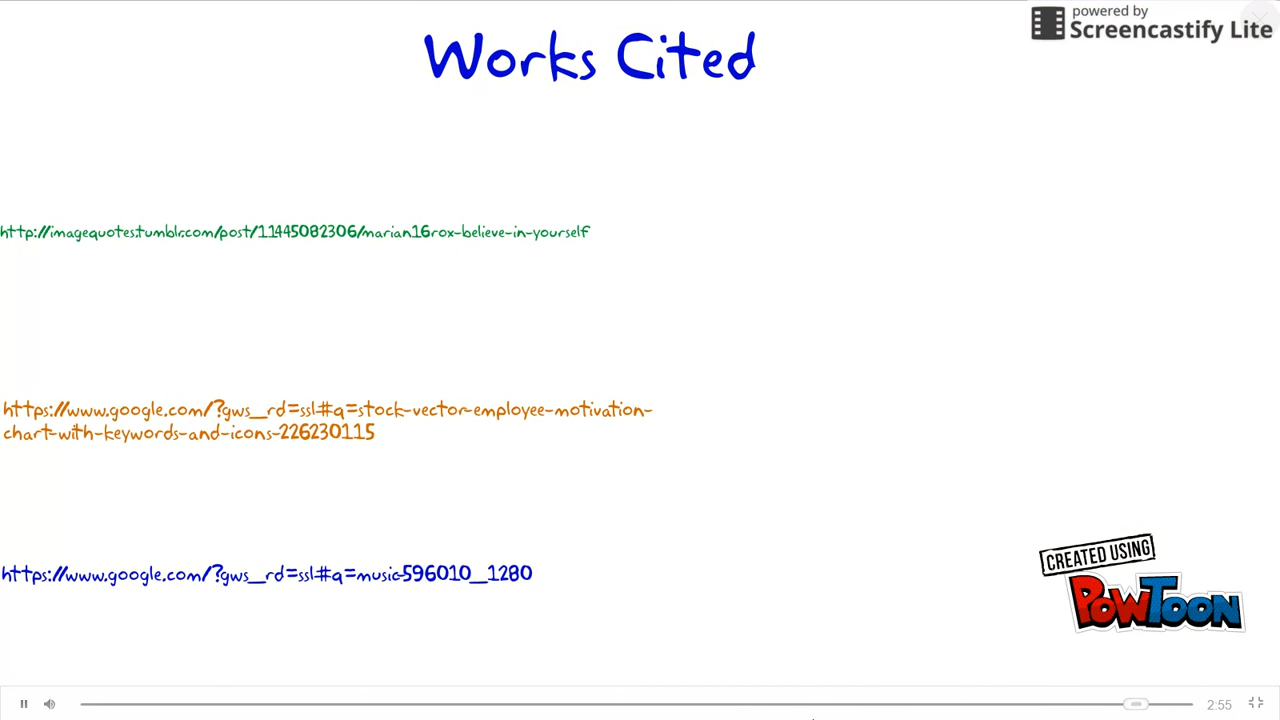 powered by
Screencastify Lite
Works Cited
http://imagequotes.tumblr.com/post/11445082306/marian16rox-believe-in-yourself
https://www.google.com/?gws_rd=ssl#q=stock-vector-employee-motivation-
chart-with-keywords-and-icons-226230115
https://www.google.com/?gws_rd=ssl#q=music-596010_1280
CREATED USING
POWTOON
2:55